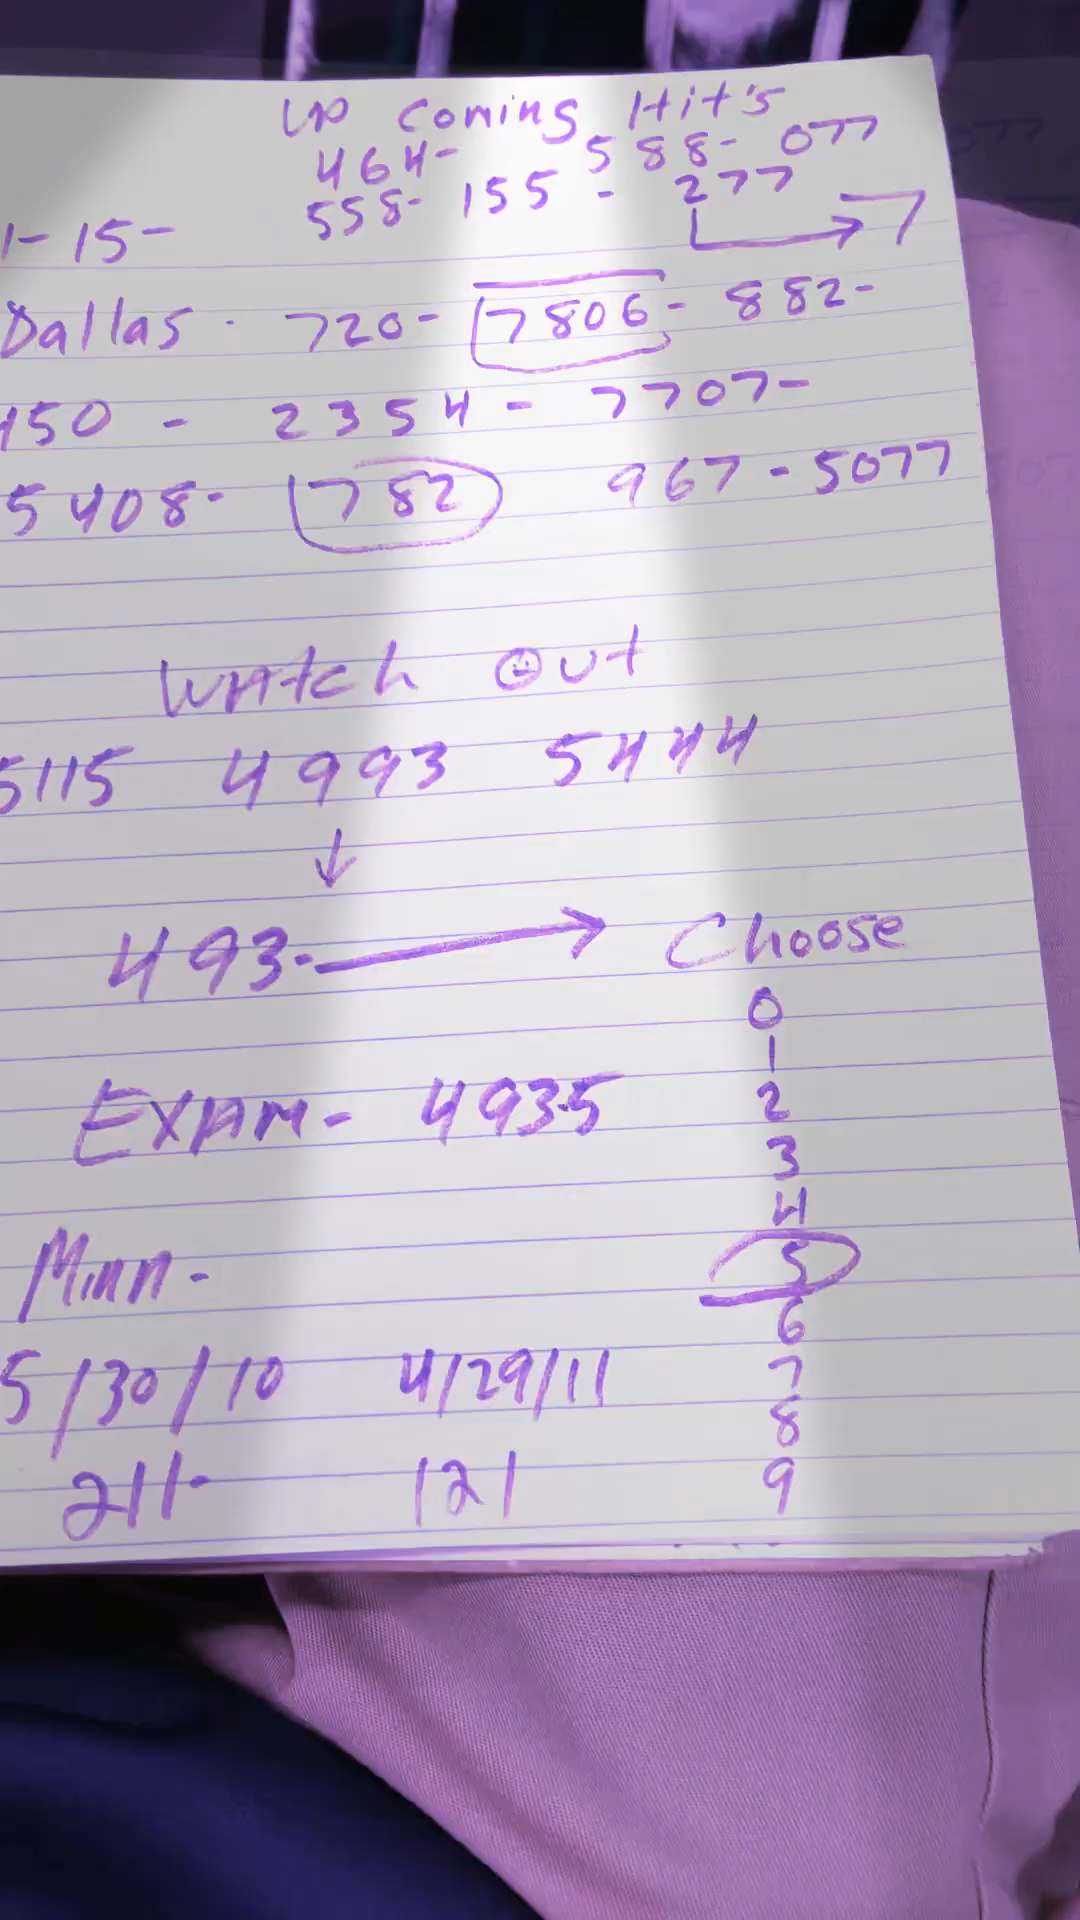 Up Coming Hit's
464- 588- 077
558- 155 - 277
1-15- 7
Dallas. 720- 7806- 882-
150 - 2354 - 7707-
5408- 782 967-5077
Watch Out
5115 4993 5444
493- Choose
0
1
Exam- 4935 2
3
4
Minn- 5
6
5/30/10 4/29/11 7
8
211- 121 9